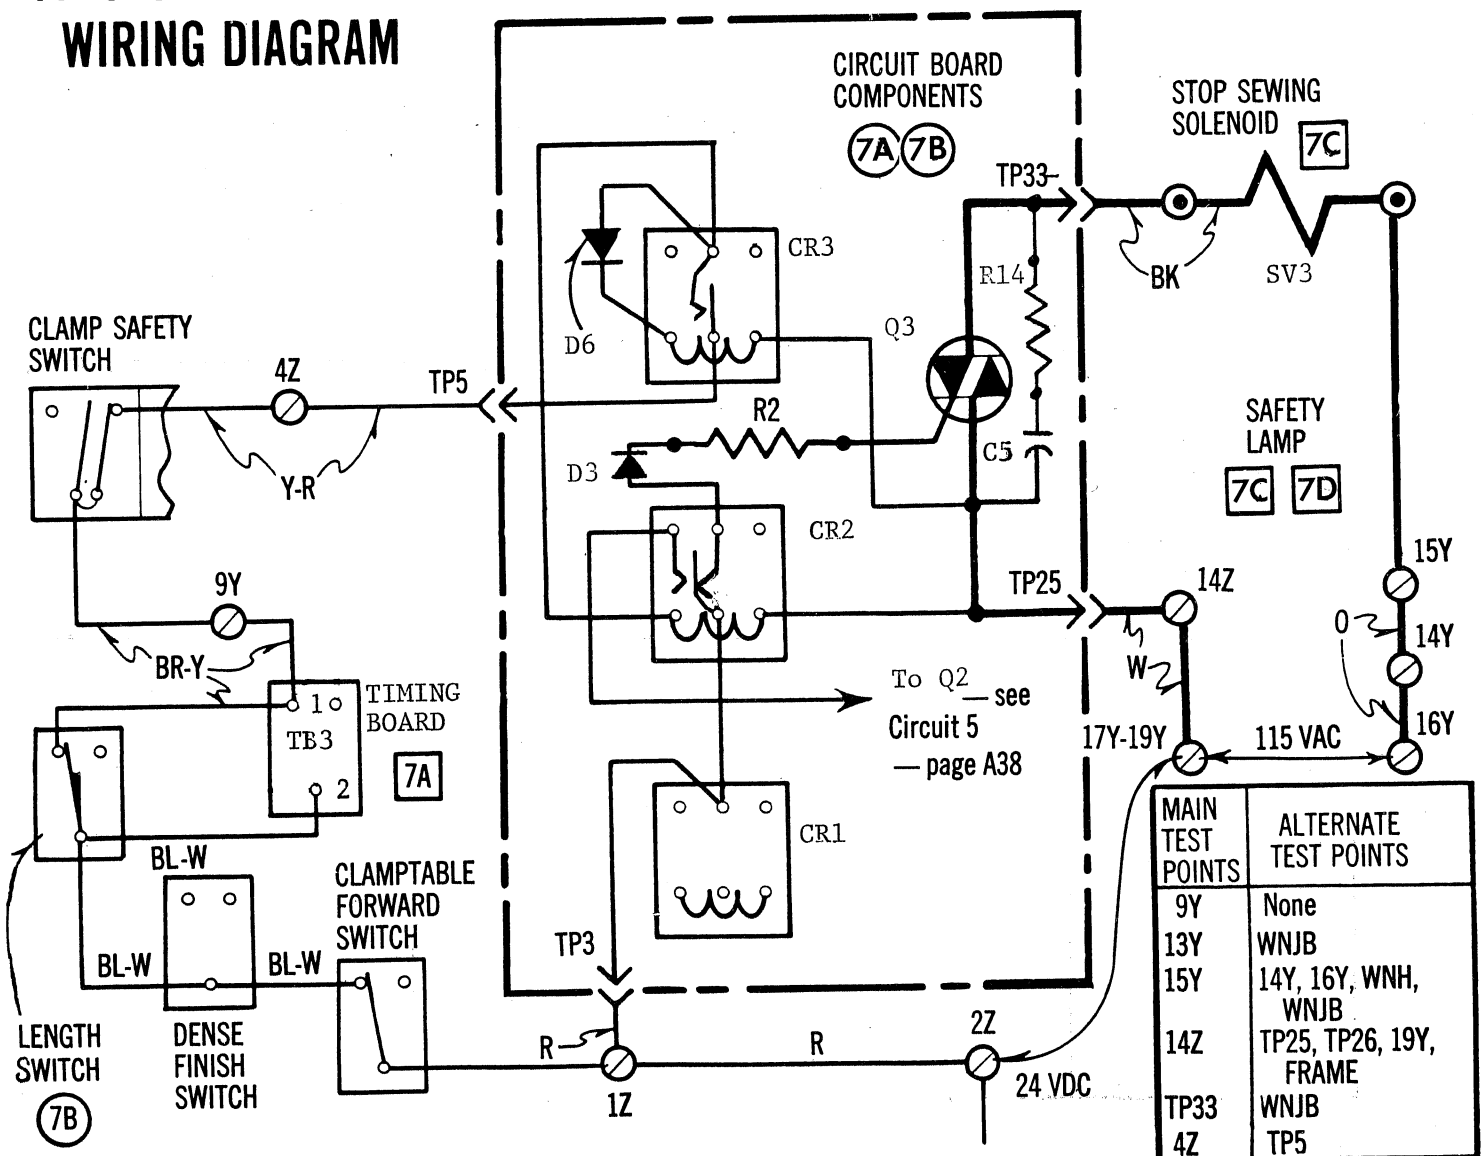 WIRING DIAGRAM
CIRCUIT BOARD
COMPONENTS
7A 7B
STOP SEWING
SOLENOID
7C
TP33
BK
SV3
CR3
D6
R14
Q3
CLAMP SAFETY
SWITCH
4Z
TP5
Y-R
R2
D3
C5
SAFETY
LAMP
7C 7D
CR2
9Y
BR-Y
TP25
14Z
15Y
O
14Y
W
TIMING
BOARD
1
TB3
2
7A
To Q2 — see
Circuit 5
— page A38
17Y-19Y
115 VAC
16Y
CR1
BL-W
CLAMPTABLE
FORWARD
SWITCH
BL-W
BL-W
TP3
LENGTH
SWITCH
7B
DENSE
FINISH
SWITCH
R
1Z
R
2Z
24 VDC
MAIN
TEST
POINTS
ALTERNATE
TEST POINTS
9Y None
13Y WNJB
15Y 14Y, 16Y, WNH,
WNJB
14Z TP25, TP26, 19Y,
FRAME
TP33 WNJB
4Z TP5